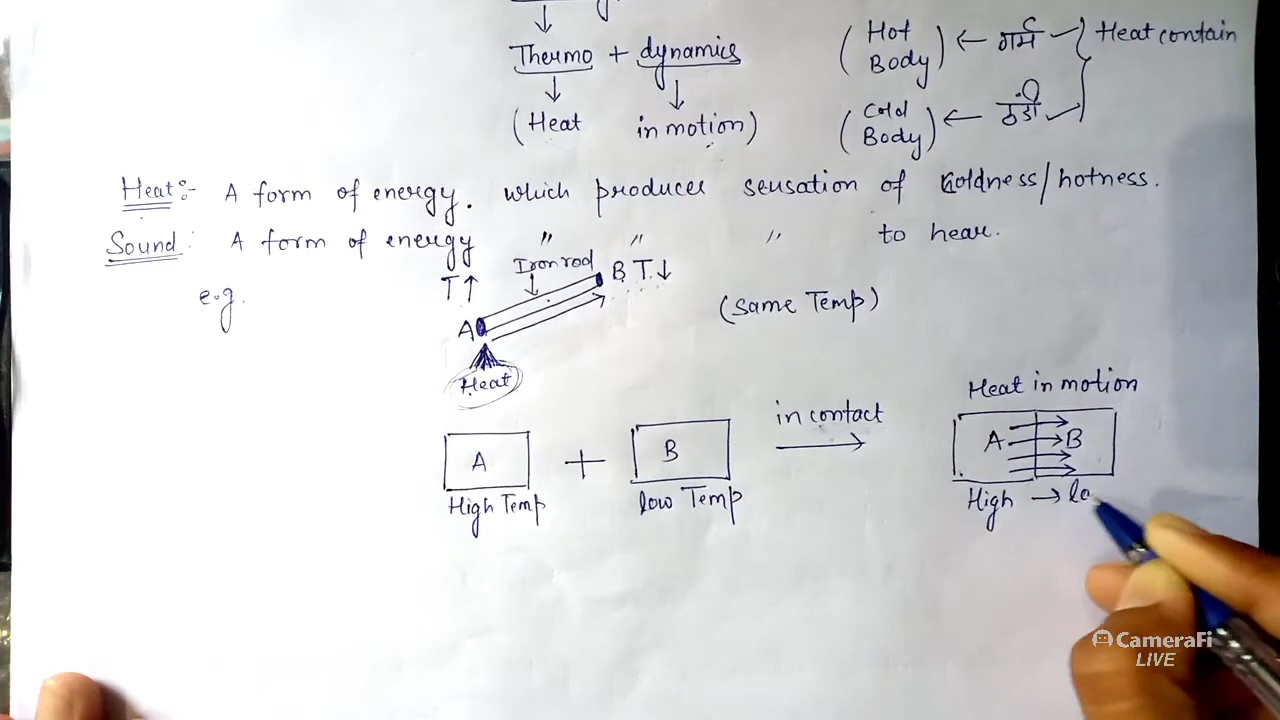 Thermo + dynamics
(Heat in motion)
(Hot Body) ← गर्म
(Cold Body) ← ठंडी
Heat contain
Heat:- A form of energy. which produces sensation of Coldness/hotness.
Sound: A form of energy " " " to hear.
e.g.
T↑
Iron rod
B T.↓
A
Heat
(Same Temp)
A
High Temp
+
B
low Temp
in contact
→
Heat in motion
A B
High → lo
CameraFi
LIVE